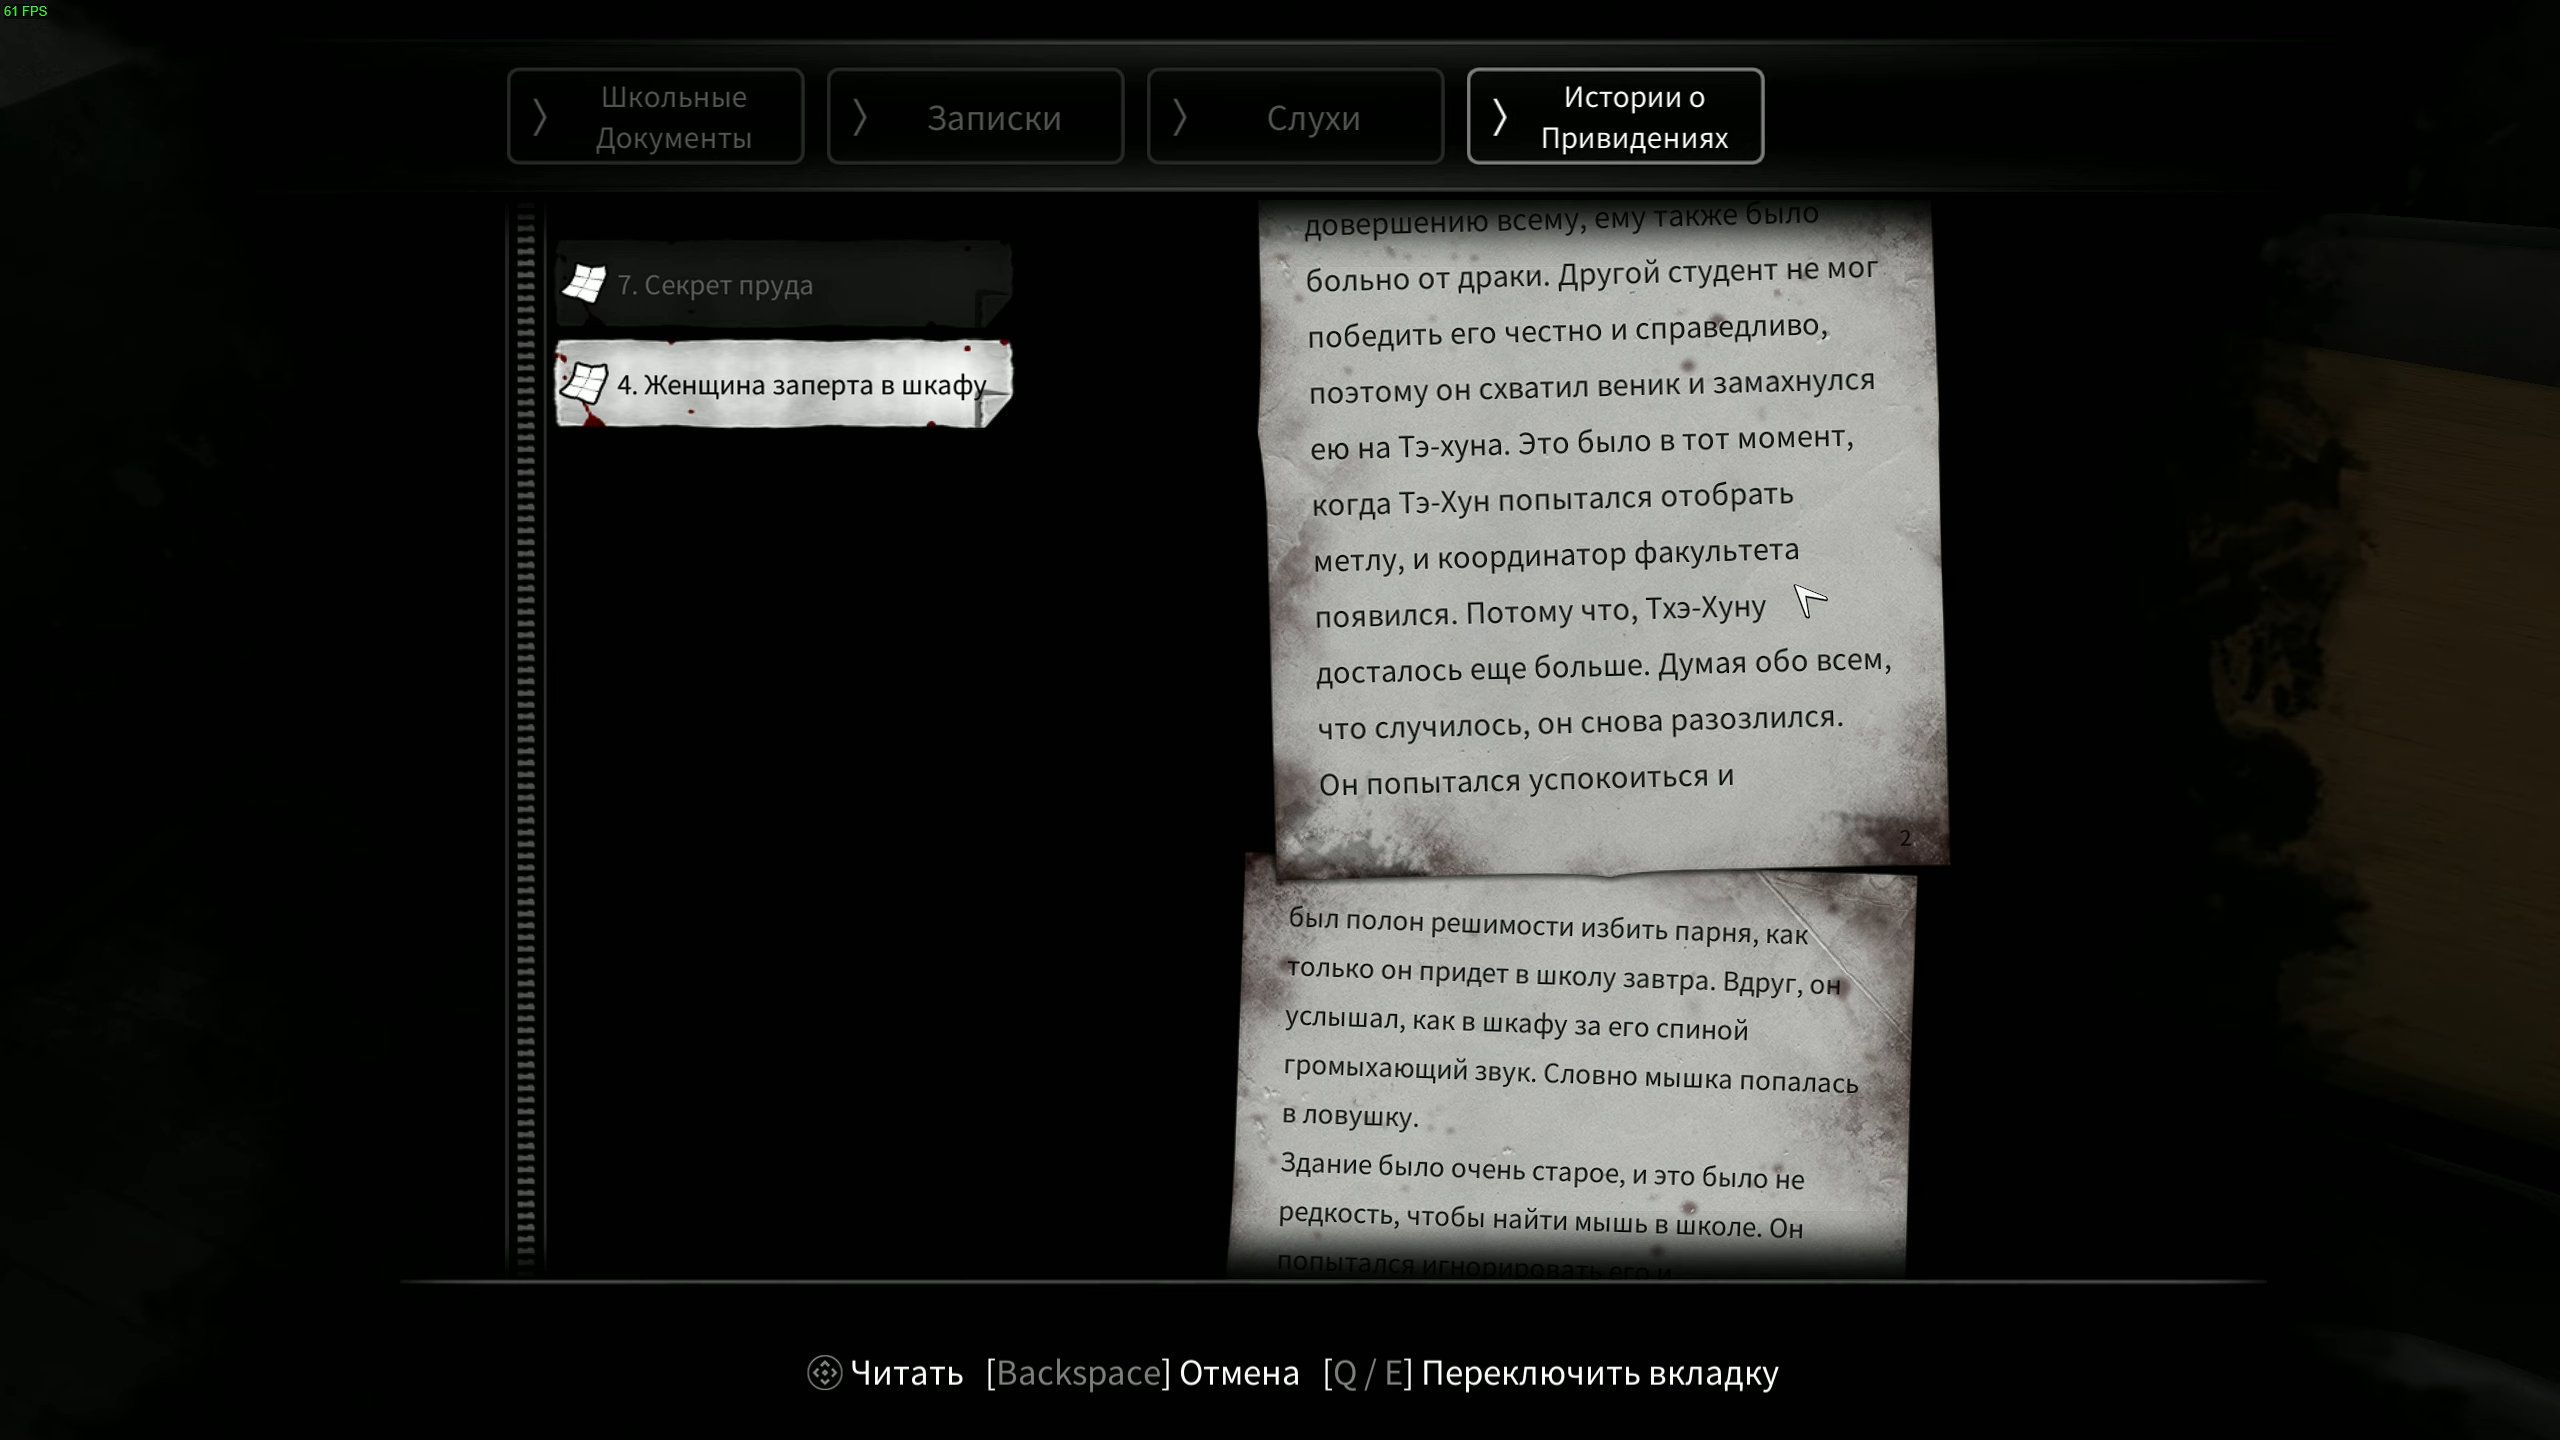 61 FPS
Школьные
Документы
Записки
Слухи
Истории о
Привидениях
7. Секрет пруда
4. Женщина заперта в шкафу
довершению всему, ему также было
больно от драки. Другой студент не мог
победить его честно и справедливо,
поэтому он схватил веник и замахнулся
ею на Тэ-хуна. Это было в тот момент,
когда Тэ-Хун попытался отобрать
метлу, и координатор факультета
появился. Потому что, Тхэ-Хуну
досталось еще больше. Думая обо всем,
что случилось, он снова разозлился.
Он попытался успокоиться и
2
был полон решимости избить парня, как
только он придет в школу завтра. Вдруг, он
услышал, как в шкафу за его спиной
громыхающий звук. Словно мышка попалась
в ловушку.
Здание было очень старое, и это было не
редкость, чтобы найти мышь в школе. Он
попытался игнорировать его и
Читать [Backspace] Отмена [Q / E] Переключить вкладку